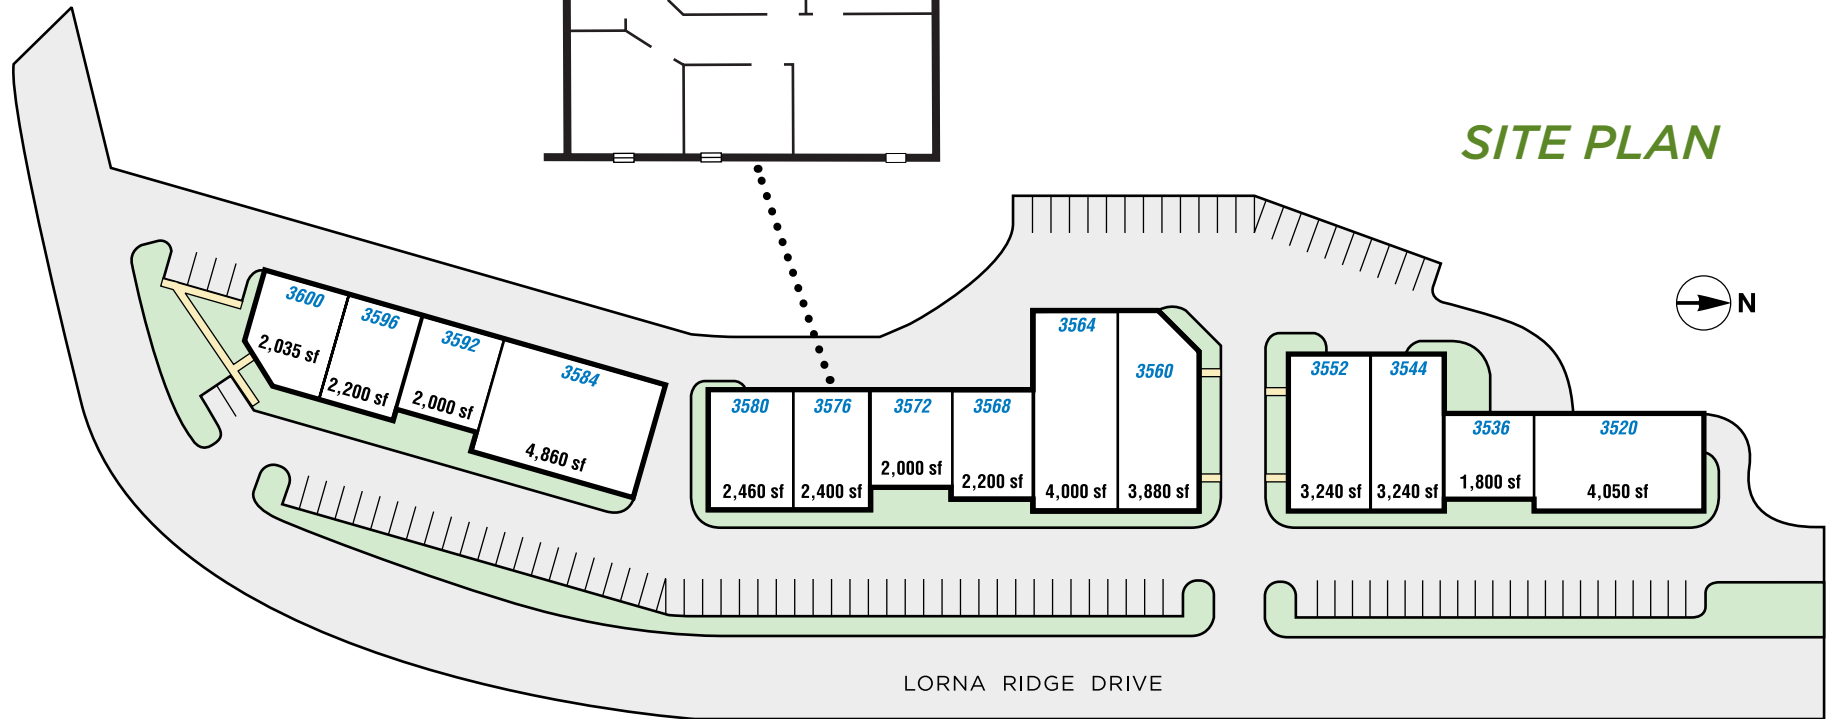 SITE PLAN
N
3600
2,035 sf
3596
2,200 sf
3592
2,000 sf
3584
4,860 sf
3580
2,460 sf
3576
2,400 sf
3572
2,000 sf
3568
2,200 sf
3564
4,000 sf
3560
3,880 sf
3552
3,240 sf
3544
3,240 sf
3536
1,800 sf
3520
4,050 sf
LORNA RIDGE DRIVE